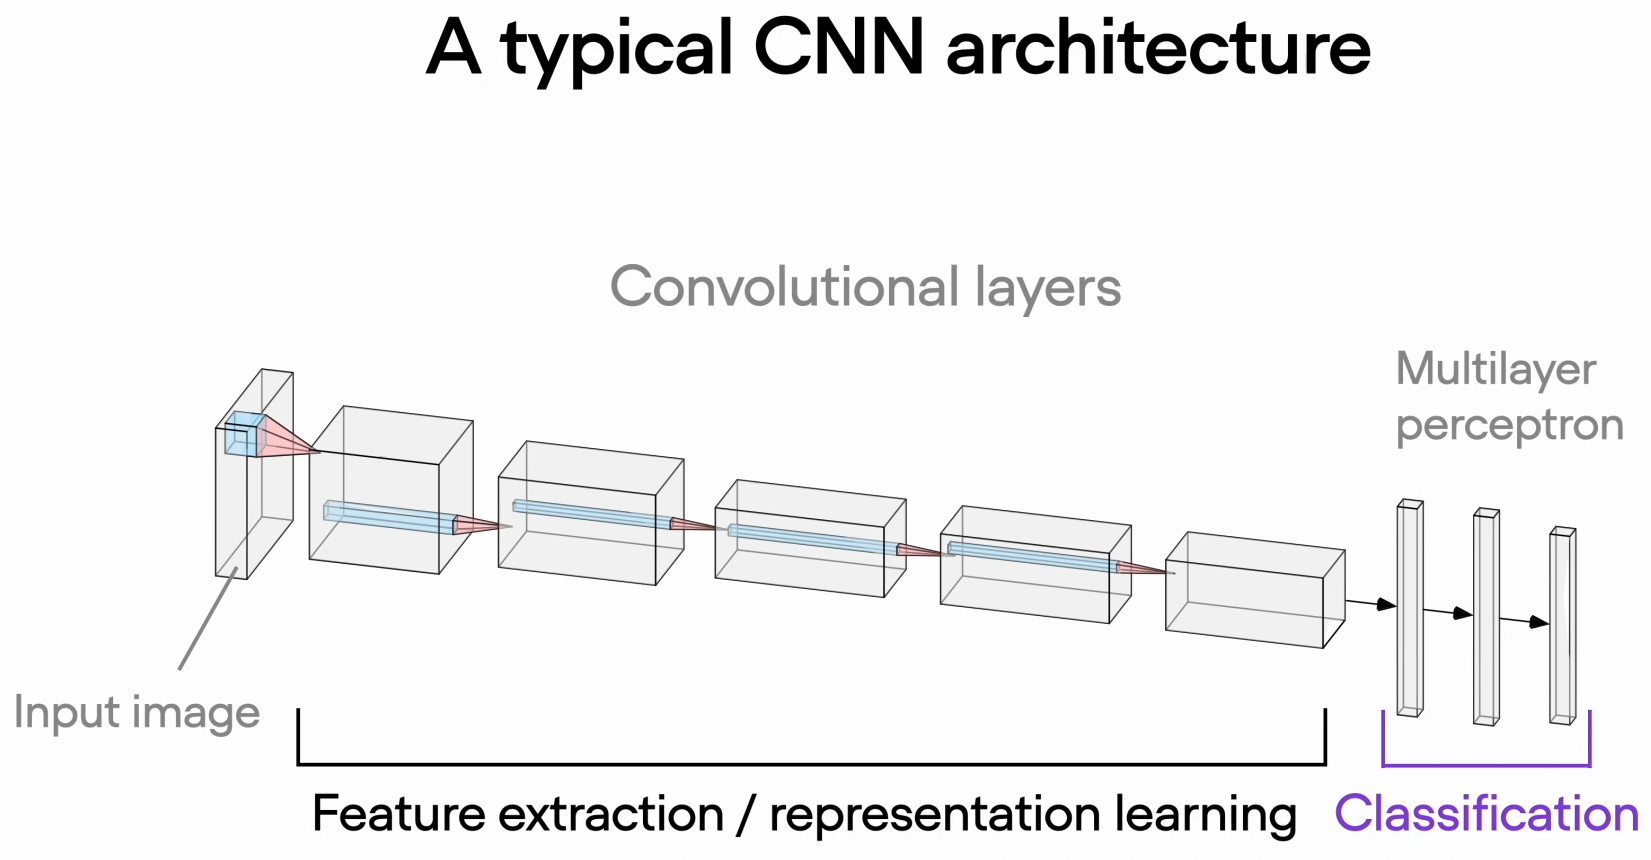 A typical CNN architecture
Convolutional layers
Multilayer
perceptron
Input image
Feature extraction / representation learning
Classification